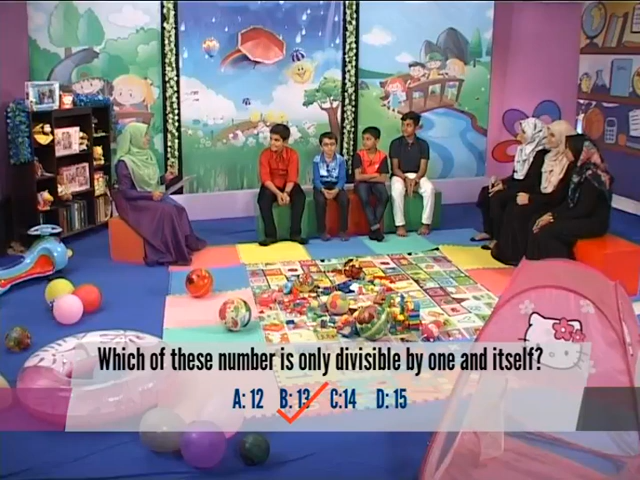 Which of these number is only divisible by one and itself?
A: 12 B: 13 C:14 D: 15